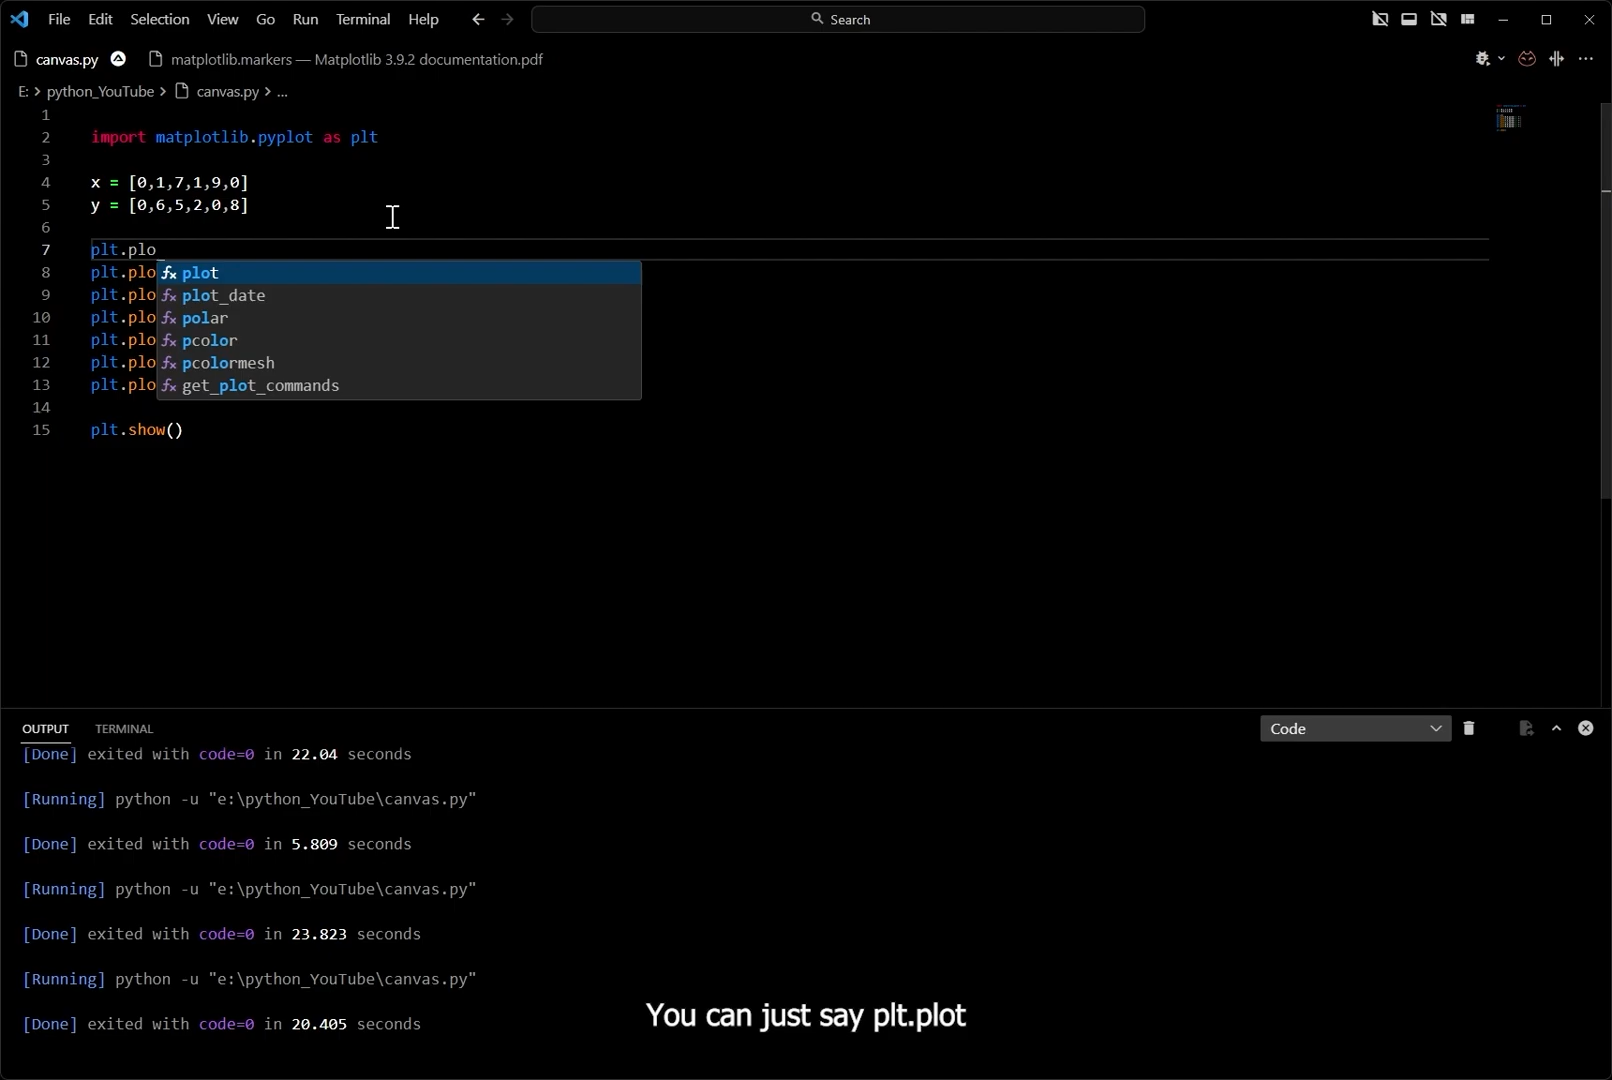 File Edit Selection View Go Run Terminal Help Search
canvas.py matplotlib.markers — Matplotlib 3.9.2 documentation.pdf
E: > python_YouTube > canvas.py > ...
1
2 import matplotlib.pyplot as plt
3
4 x = [0,1,7,1,9,0]
5 y = [0,6,5,2,0,8]
6
7 plt.plo
8 plt.plo plot
9 plt.plo plot_date
10 plt.plo polar
11 plt.plo pcolor
12 plt.plo pcolormesh
13 plt.plo get_plot_commands
14
15 plt.show()
OUTPUT TERMINAL Code
[Done] exited with code=0 in 22.04 seconds
[Running] python -u "e:\python_YouTube\canvas.py"
[Done] exited with code=0 in 5.809 seconds
[Running] python -u "e:\python_YouTube\canvas.py"
[Done] exited with code=0 in 23.823 seconds
[Running] python -u "e:\python_YouTube\canvas.py"
[Done] exited with code=0 in 20.405 seconds
You can just say plt.plot